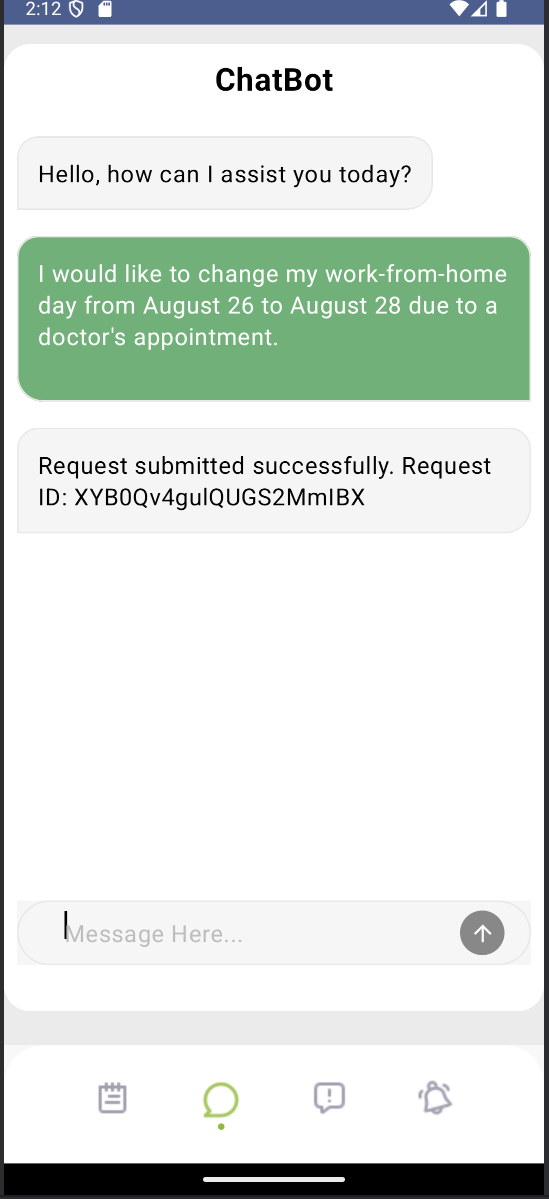 2:12
ChatBot
Hello, how can I assist you today?
I would like to change my work-from-home
day from August 26 to August 28 due to a
doctor's appointment.
Request submitted successfully. Request
ID: XYB0Qv4gulQUGS2MmIBX
Message Here...